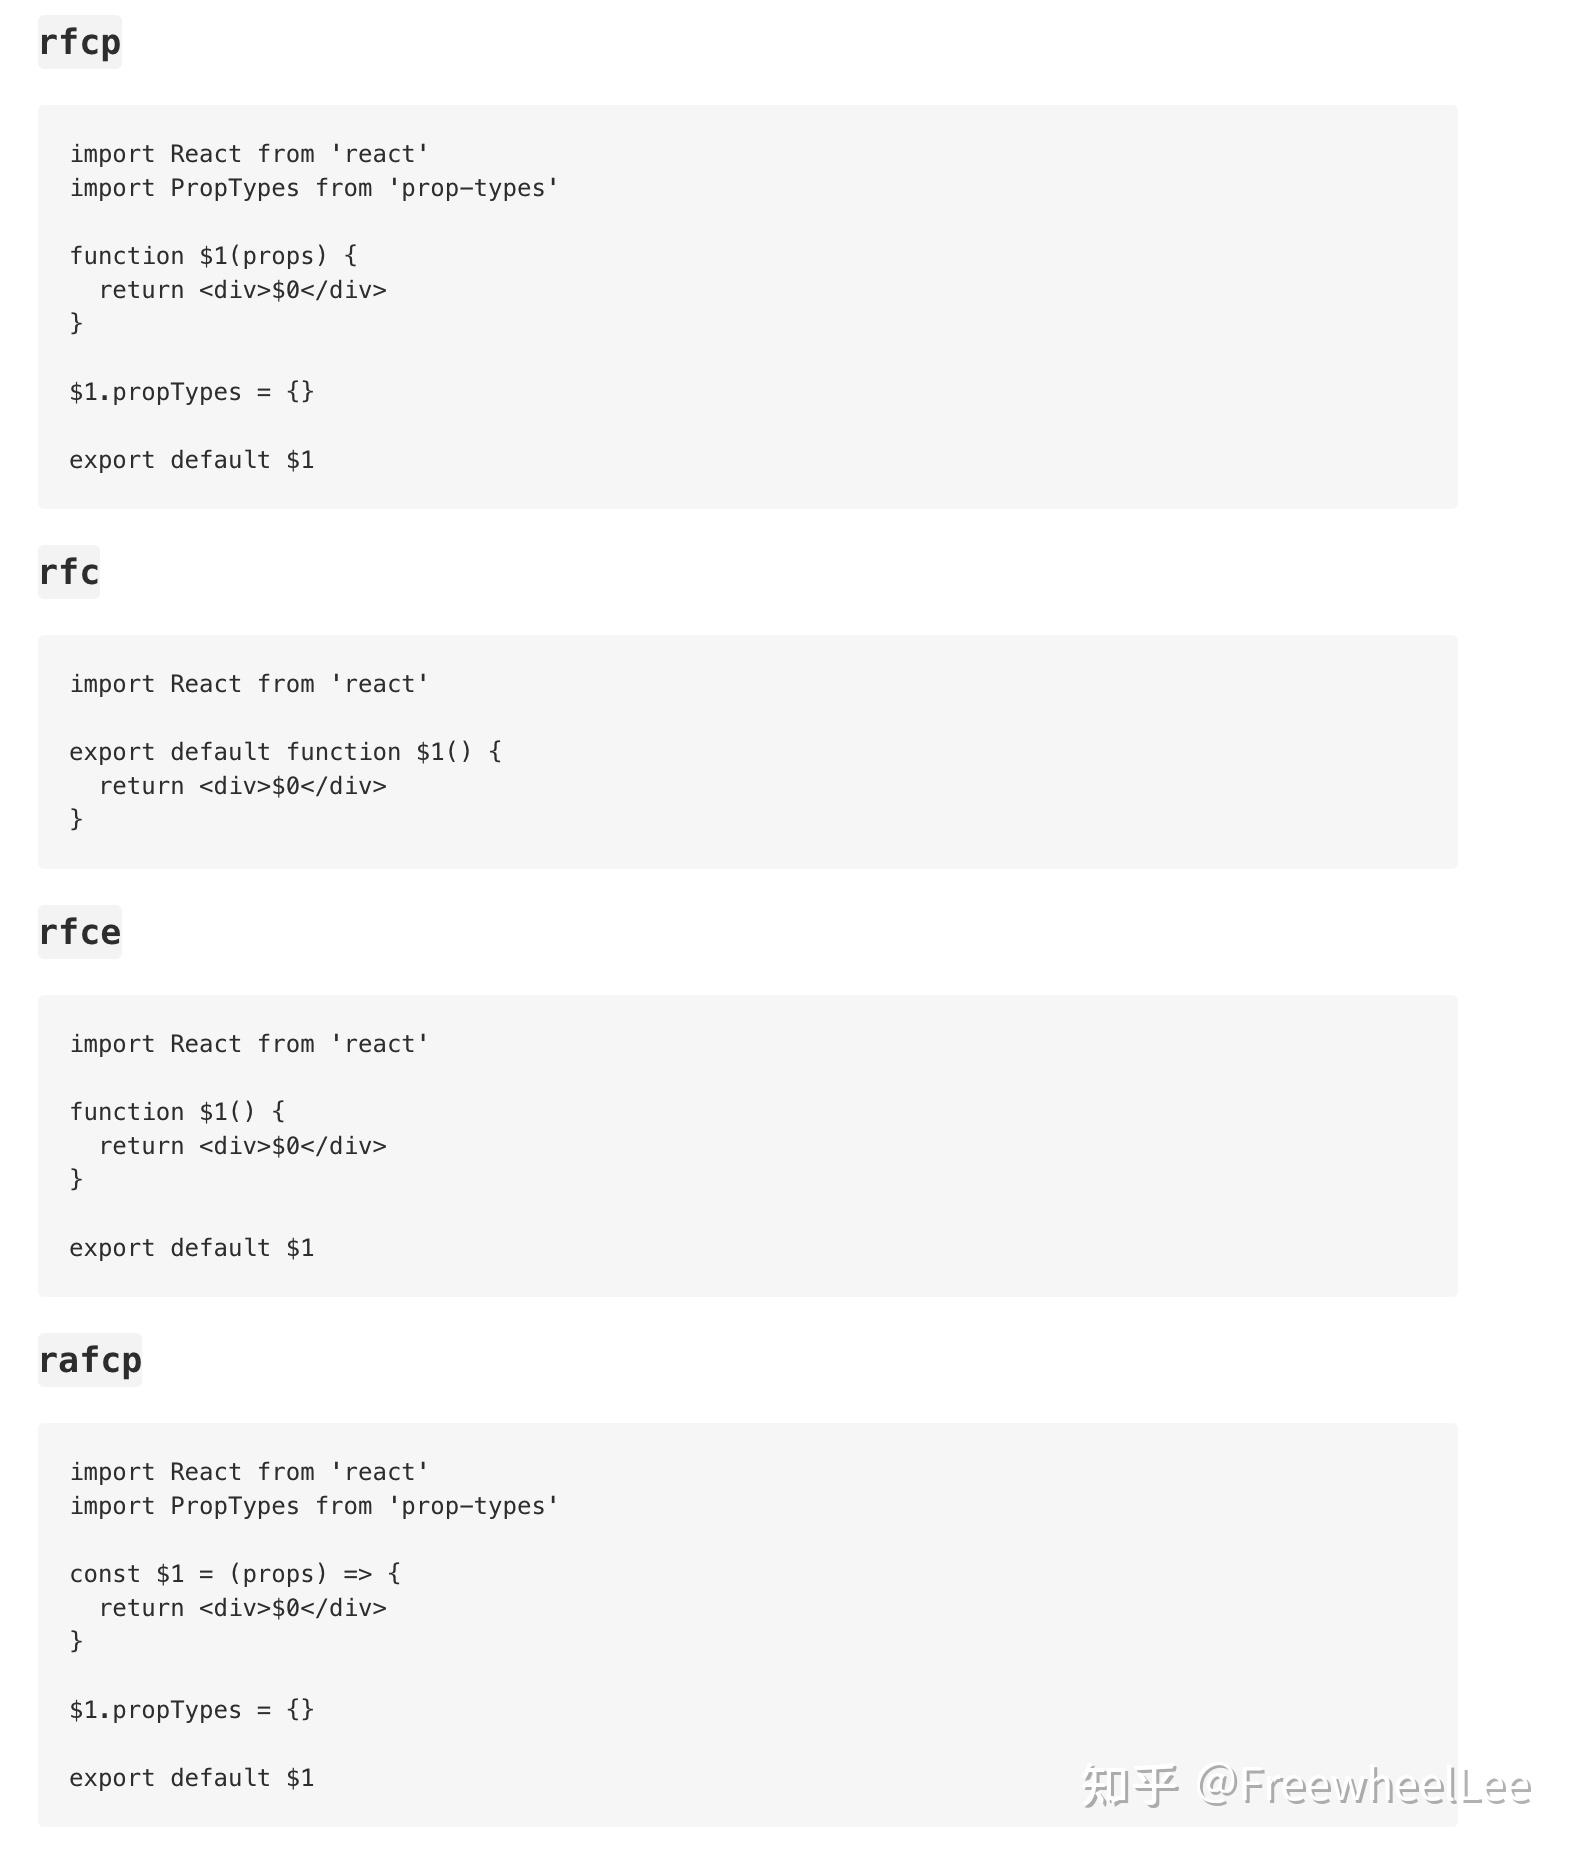 rfcp
import React from 'react'
import PropTypes from 'prop-types'
function $1(props) {
  return <div>$0</div>
}
$1.propTypes = {}
export default $1
rfc
import React from 'react'
export default function $1() {
  return <div>$0</div>
}
rfce
import React from 'react'
function $1() {
  return <div>$0</div>
}
export default $1
rafcp
import React from 'react'
import PropTypes from 'prop-types'
const $1 = (props) => {
  return <div>$0</div>
}
$1.propTypes = {}
export default $1
知乎 @FreewheelLee